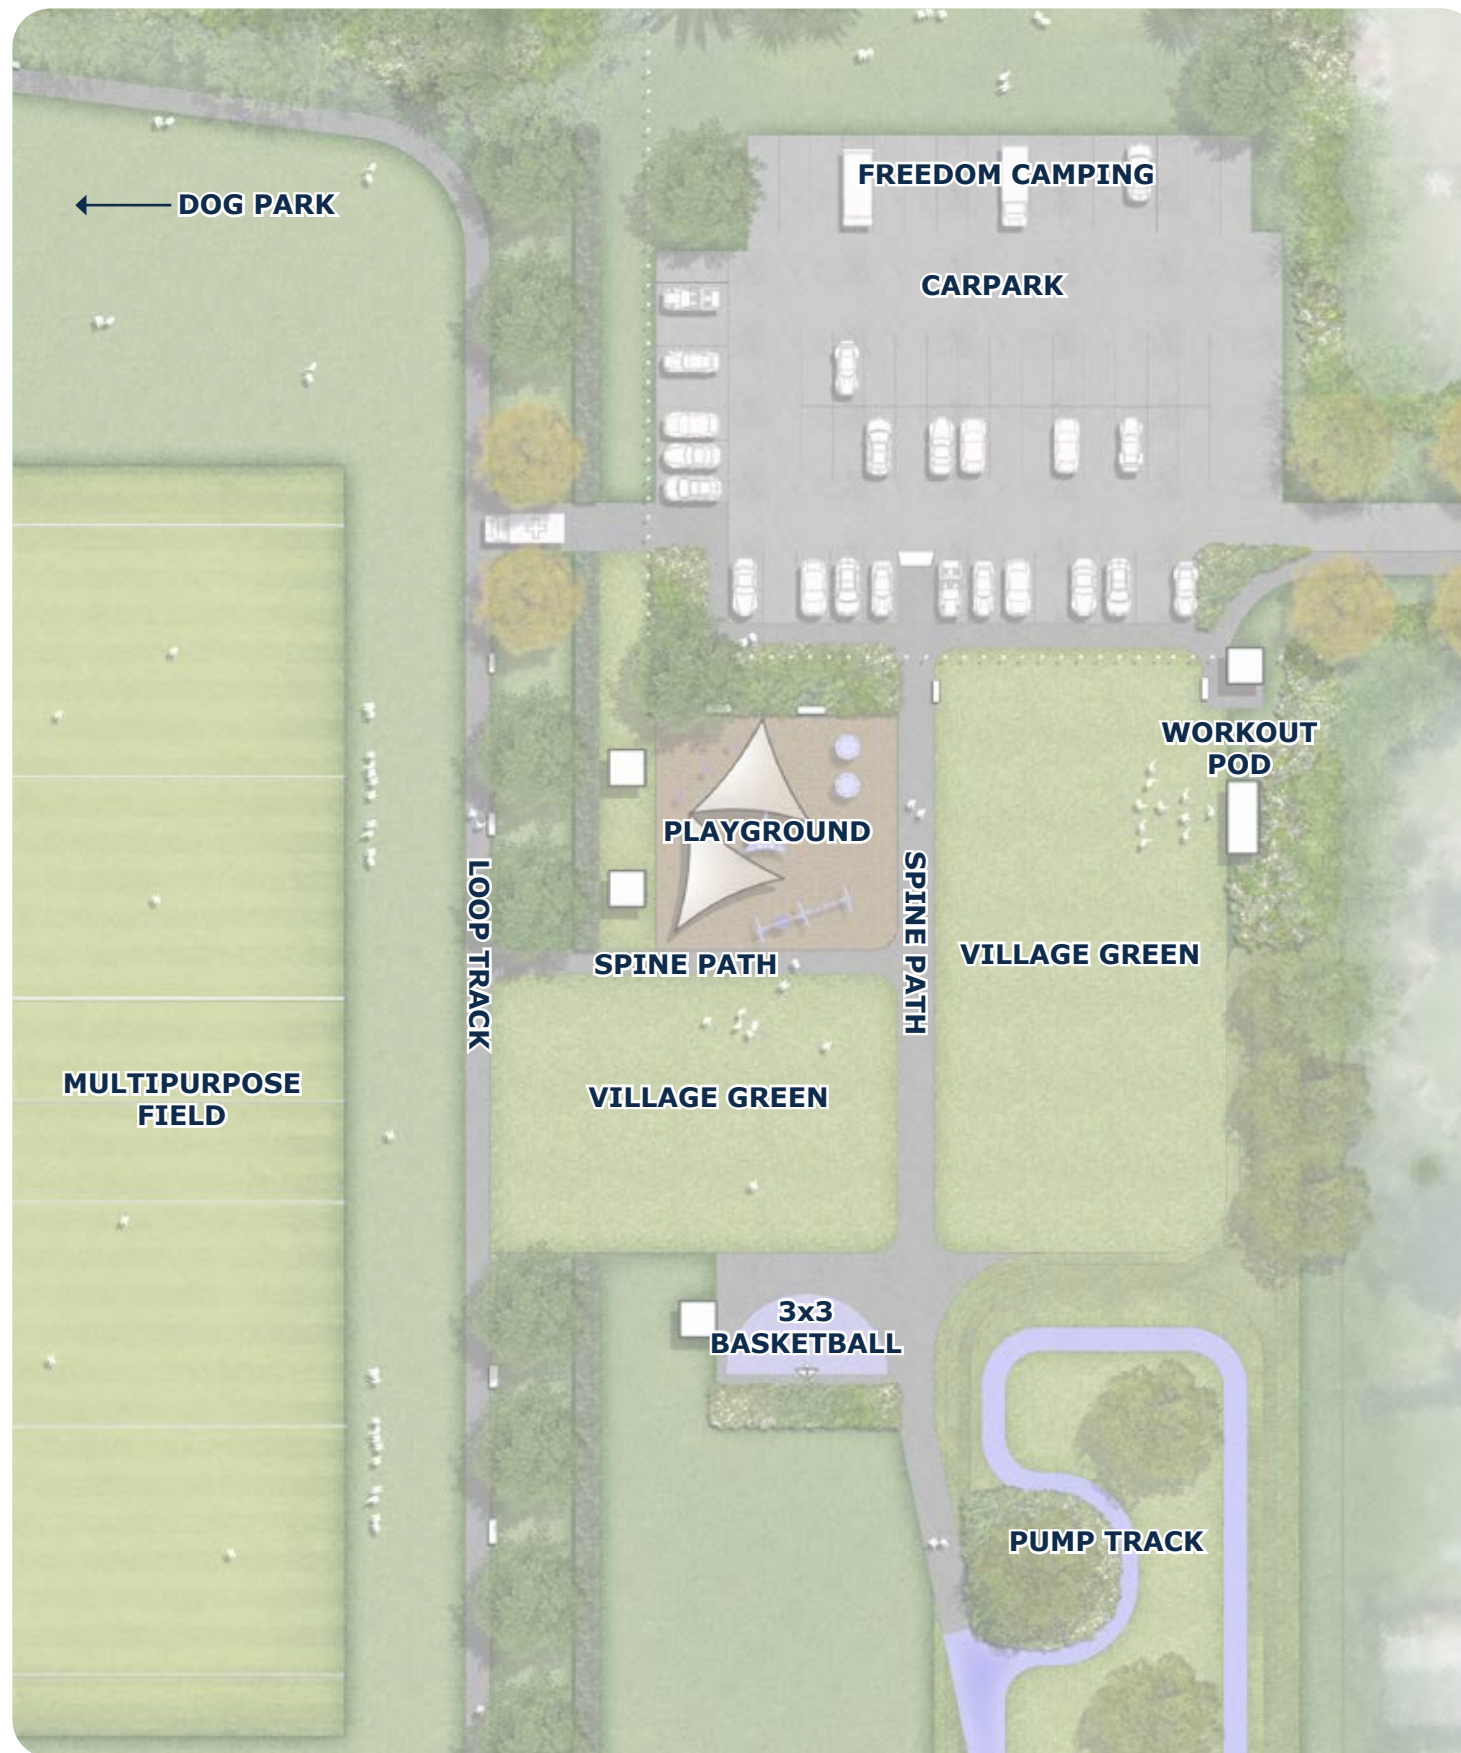 FREEDOM CAMPING
DOG PARK
CARPARK
WORKOUT
POD
PLAYGROUND
LOOP TRACK
SPINE PATH
SPINE PATH
VILLAGE GREEN
MULTIPURPOSE
FIELD
VILLAGE GREEN
3x3
BASKETBALL
PUMP TRACK